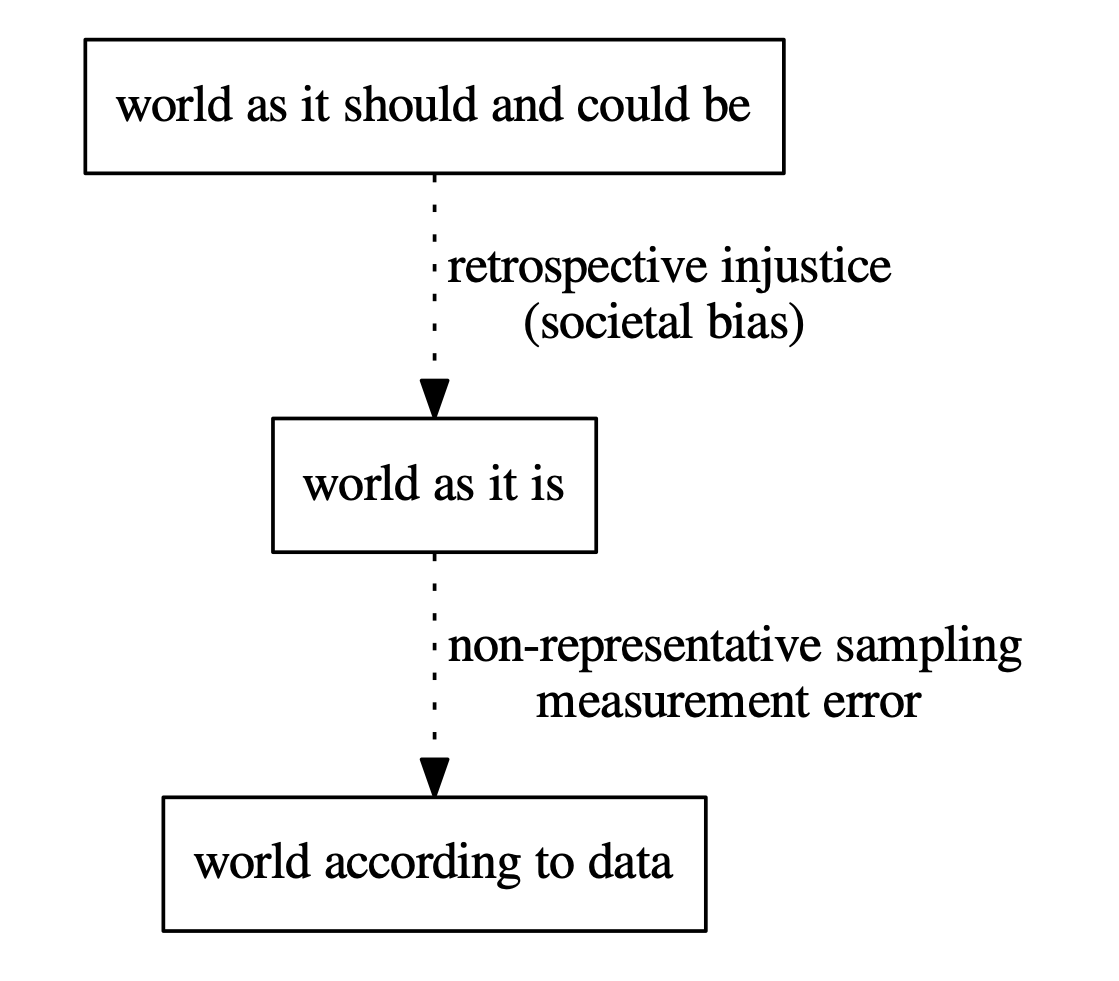 world as it should and could be
retrospective injustice
(societal bias)
world as it is
non-representative sampling
measurement error
world according to data